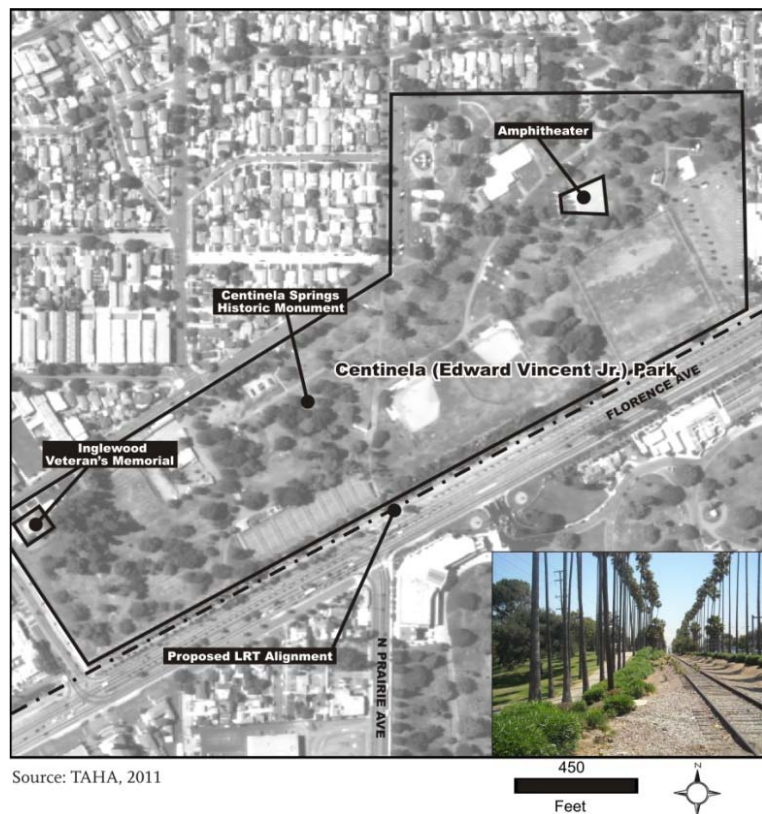 Amphitheater
Centinela Springs
Historic Monument
Centinela (Edward Vincent Jr.) Park
FLORENCE AVE
Inglewood
Veteran's Memorial
Proposed LRT Alignment
N PRAIRIE AVE
Source: TAHA, 2011
450
Feet
N